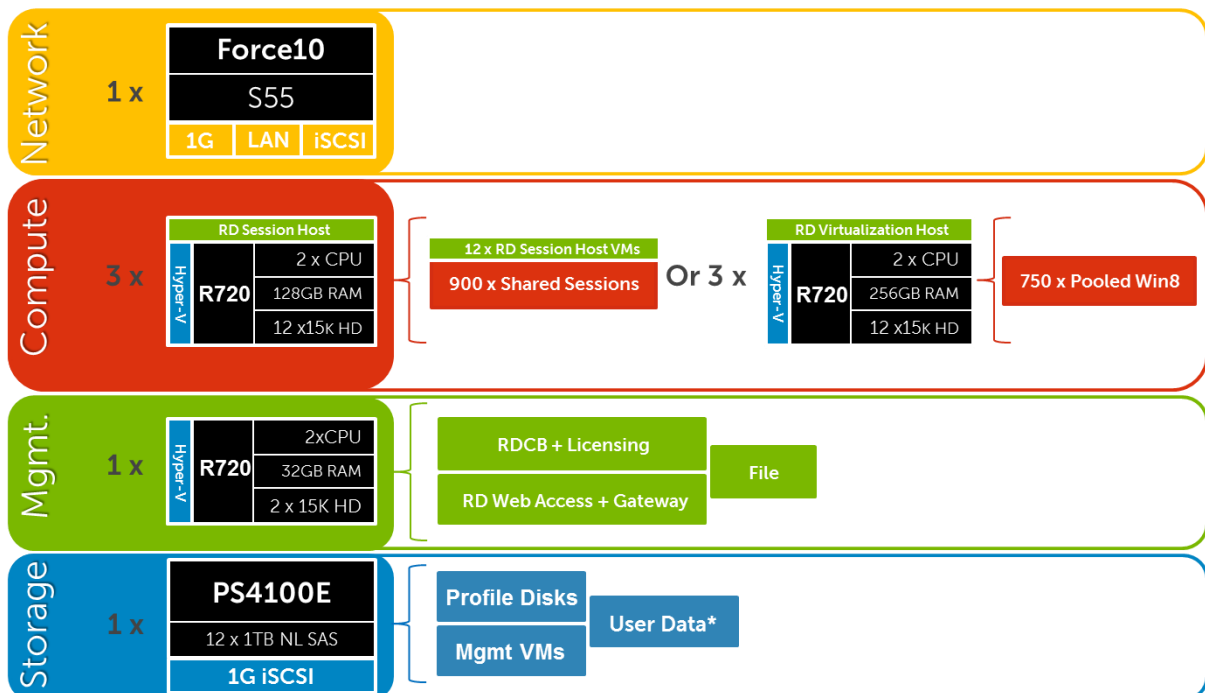 Network
1 x
Force10
S55
1G LAN iSCSI
Compute
3 x
RD Session Host
Hyper-V
R720
2 x CPU
128GB RAM
12 x15K HD
12 x RD Session Host VMs
900 x Shared Sessions
Or 3 x
RD Virtualization Host
Hyper-V
R720
2 x CPU
256GB RAM
12 x15K HD
750 x Pooled Win8
Mgmt.
1 x
Hyper-V
R720
2xCPU
32GB RAM
2 x 15K HD
RDCB + Licensing
RD Web Access + Gateway
File
Storage
1 x
PS4100E
12 x 1TB NL SAS
1G iSCSI
Profile Disks
Mgmt VMs
User Data*